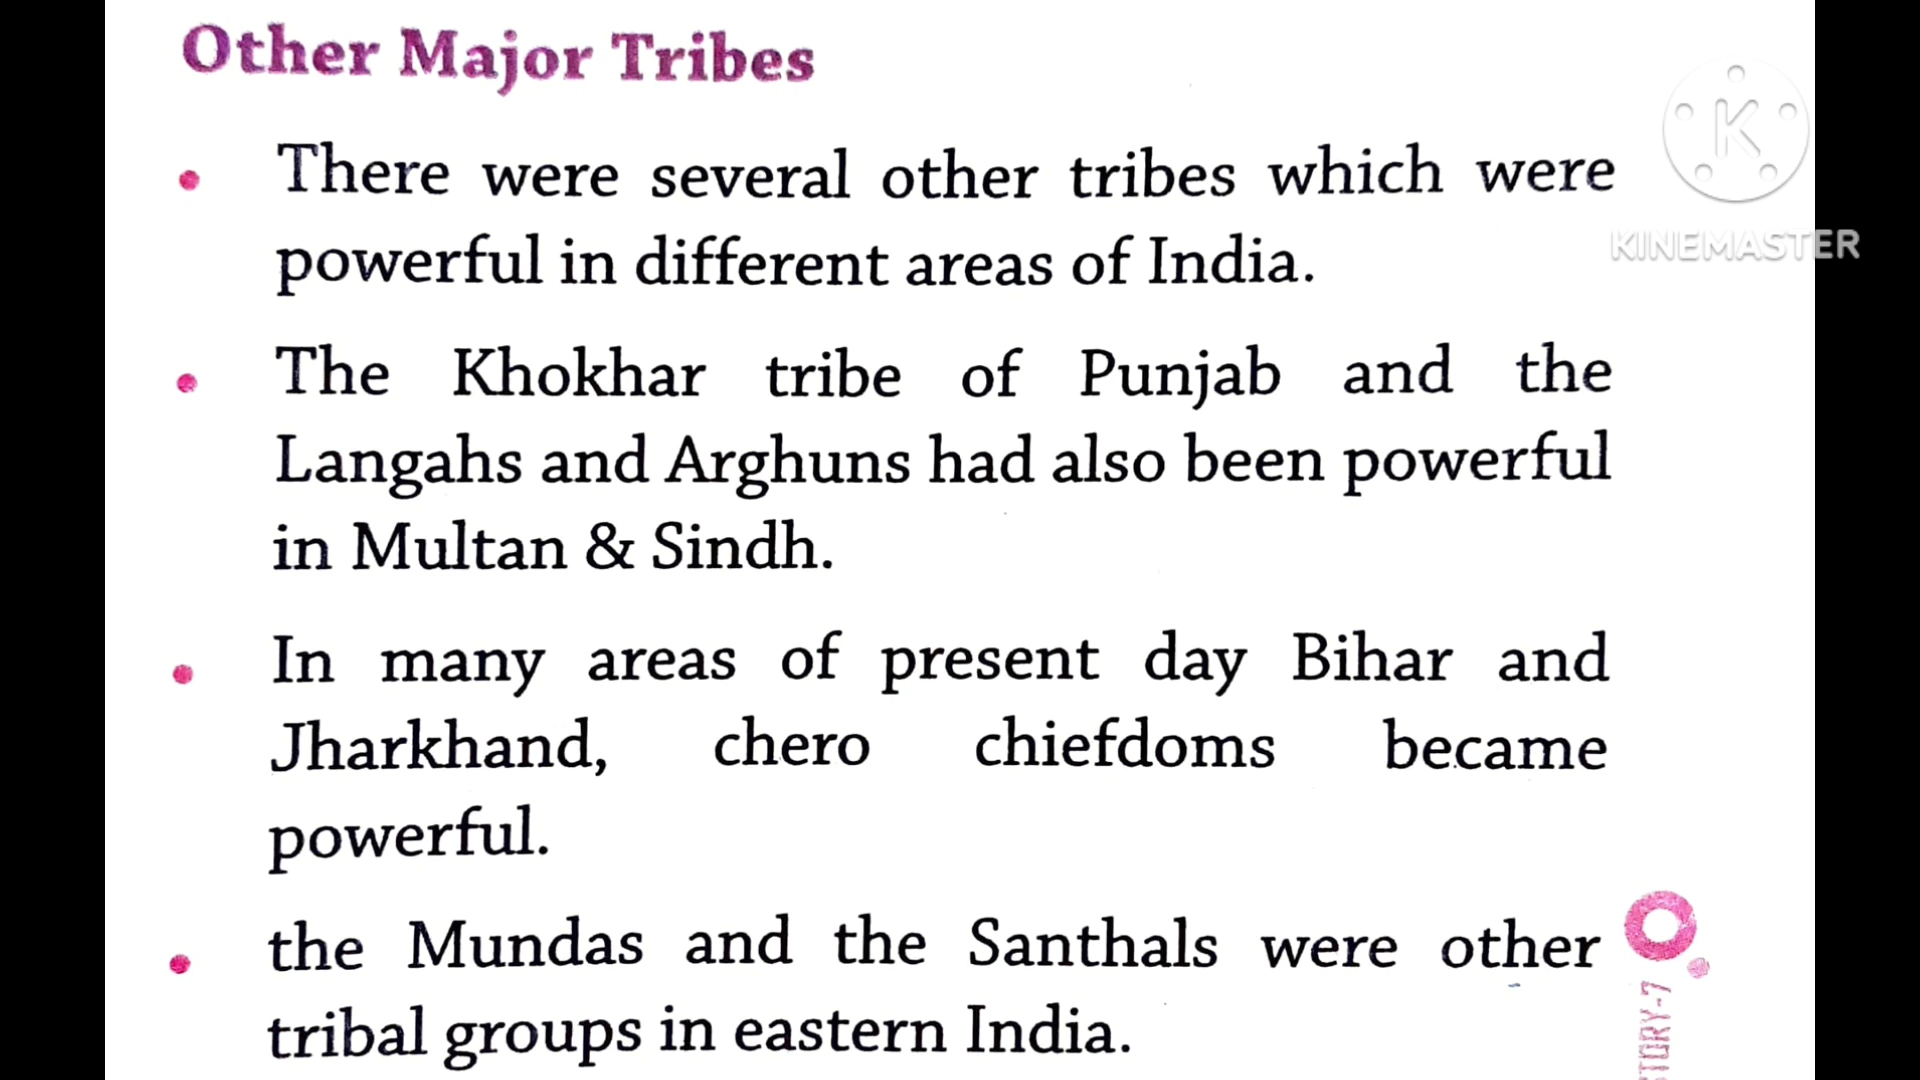 Other Major Tribes
There were several other tribes which were
powerful in different areas of India.
The Khokhar tribe of Punjab and the
Langahs and Arghuns had also been powerful
in Multan & Sindh.
In many areas of present day Bihar and
Jharkhand, chero chiefdoms became
powerful.
the Mundas and the Santhals were other
tribal groups in eastern India.
K
KINEMASTER
STORY-7